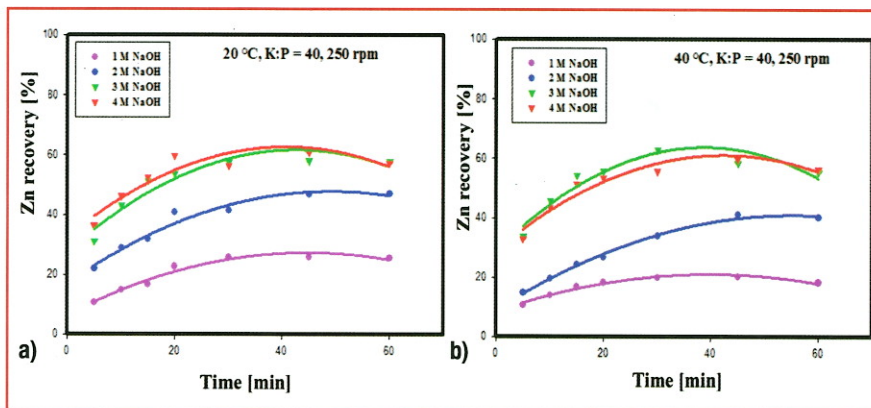 20 °C, K:P = 40, 250 rpm
1 M NaOH
2 M NaOH
3 M NaOH
4 M NaOH
Zn recovery [%]
100
80
60
40
20
0
0 20 40 60
Time [min]
a)
40 °C, K:P = 40, 250 rpm
1 M NaOH
2 M NaOH
3 M NaOH
4 M NaOH
Zn recovery [%]
100
80
60
40
20
0
0 20 40 60
Time [min]
b)